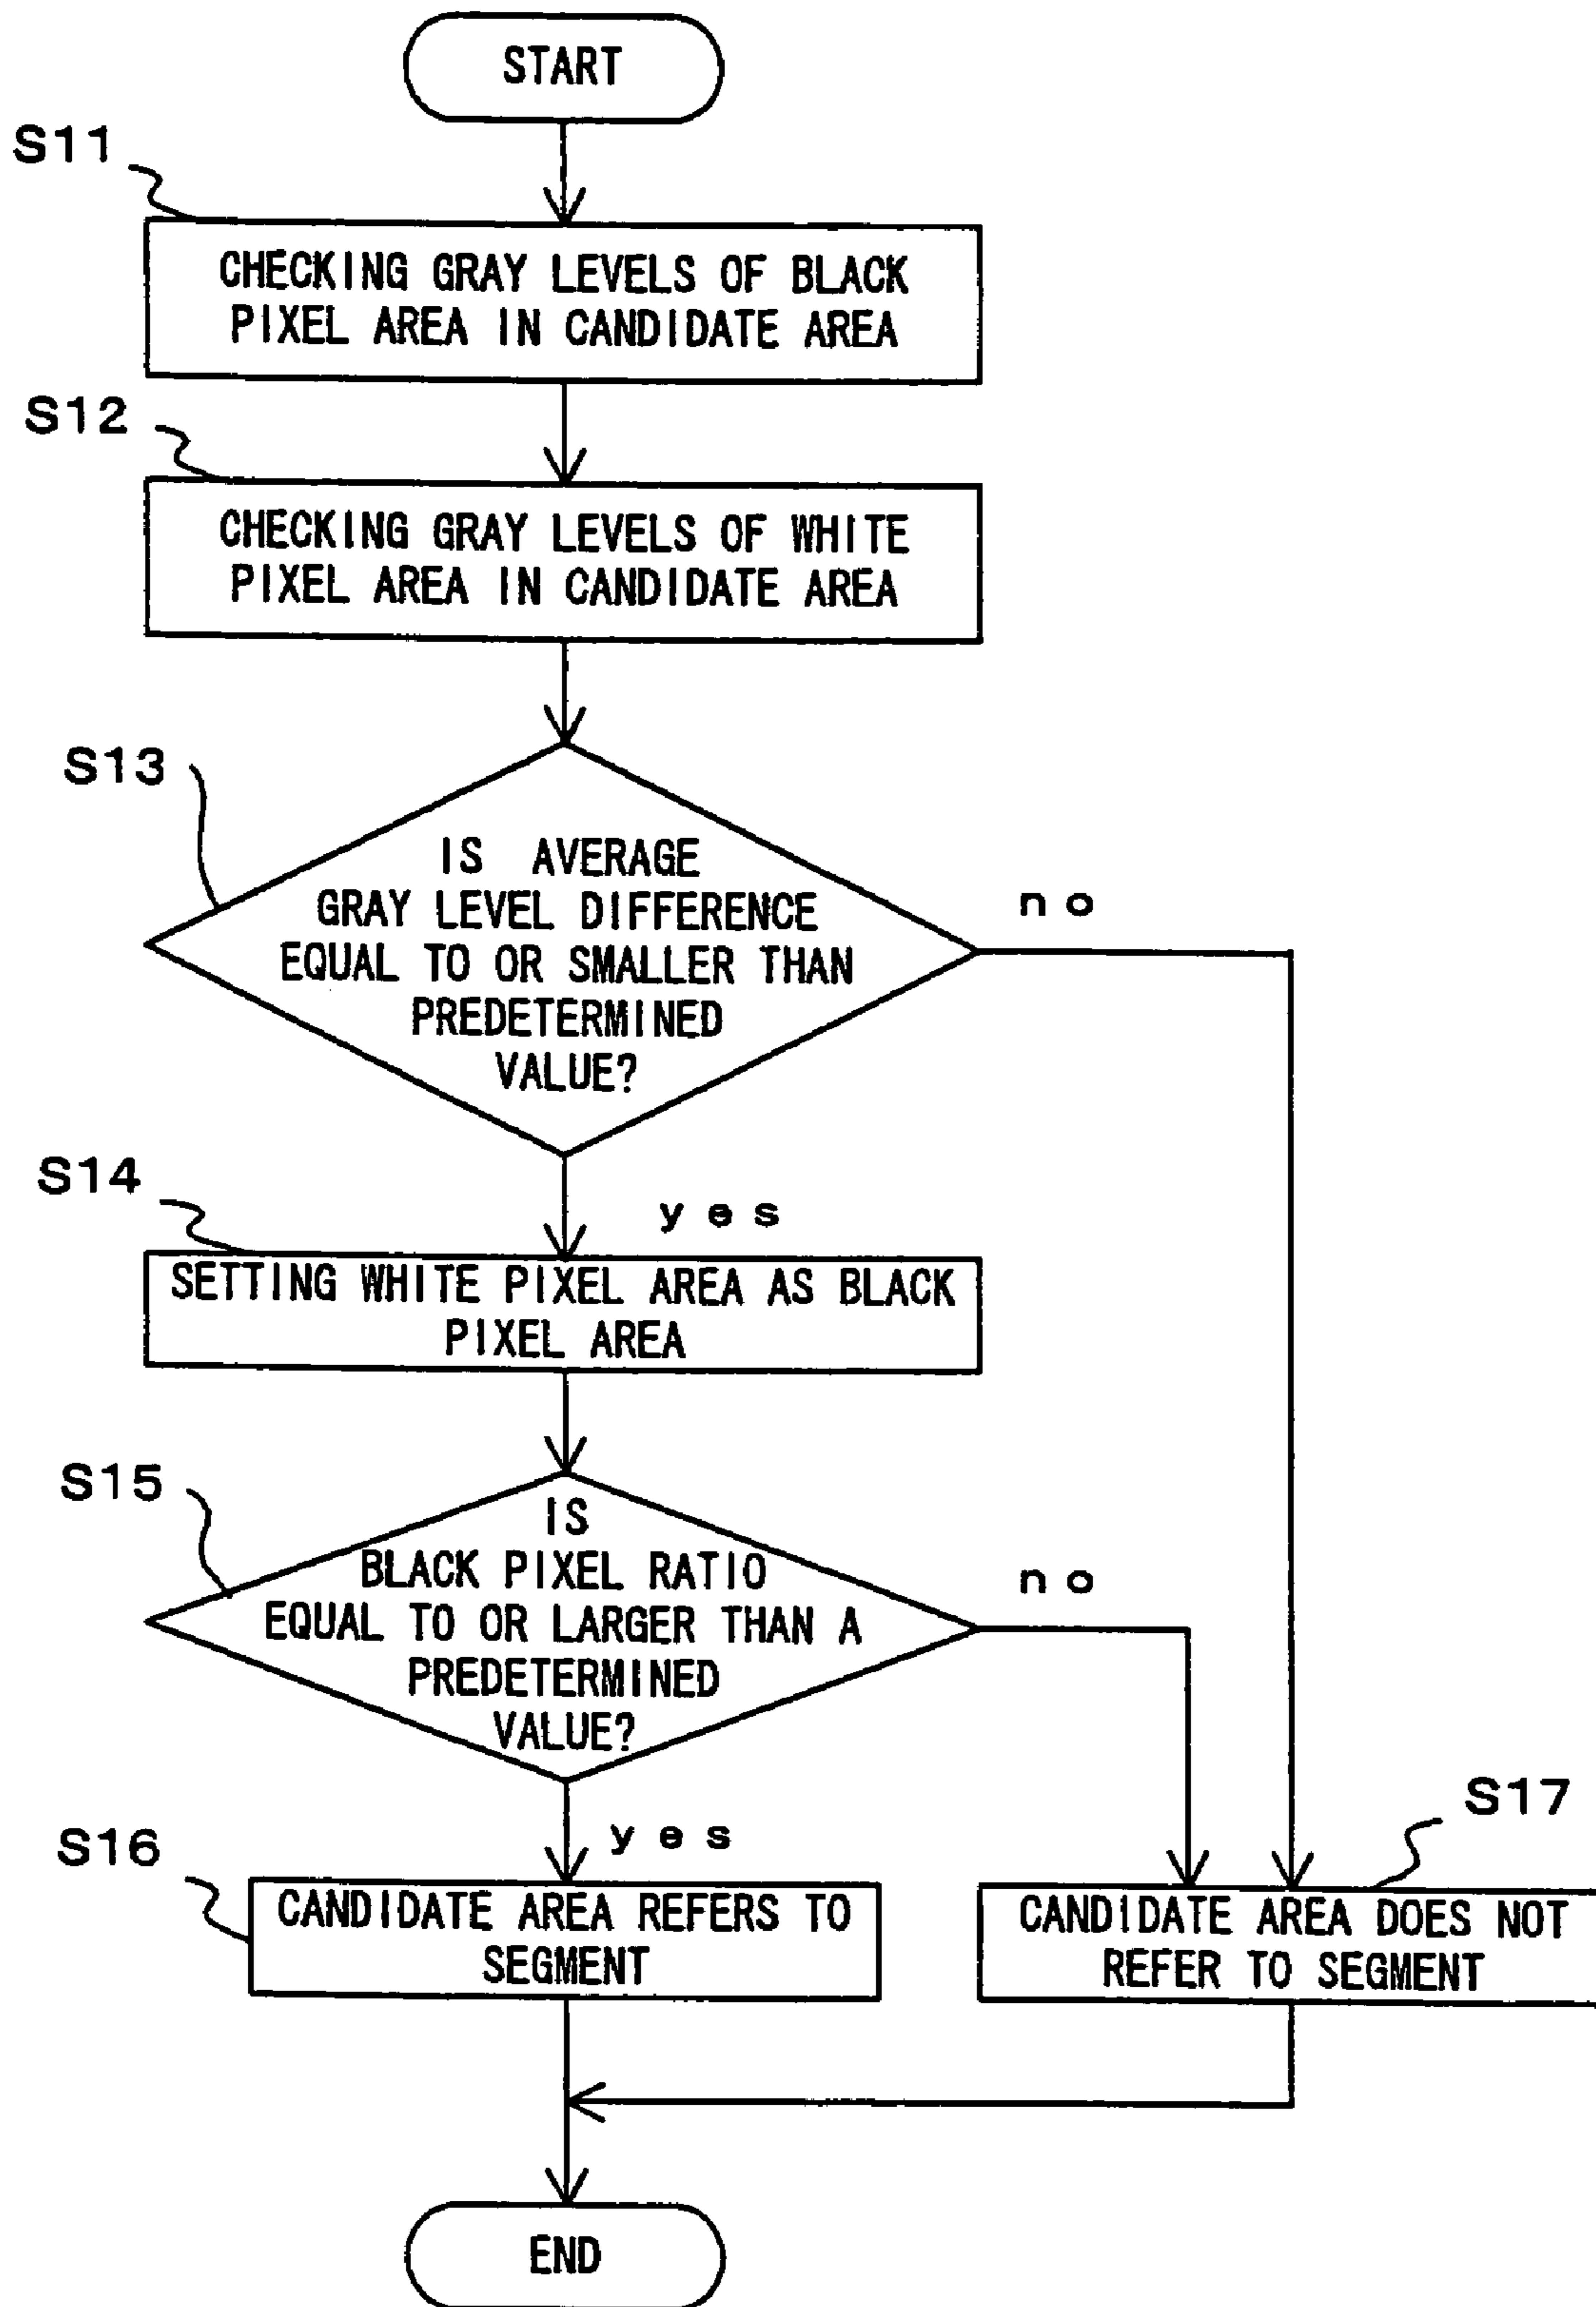 START
S11
CHECKING GRAY LEVELS OF BLACK
PIXEL AREA IN CANDIDATE AREA
S12
CHECKING GRAY LEVELS OF WHITE
PIXEL AREA IN CANDIDATE AREA
S13
IS AVERAGE
GRAY LEVEL DIFFERENCE
EQUAL TO OR SMALLER THAN
PREDETERMINED
VALUE?
no
S14
yes
SETTING WHITE PIXEL AREA AS BLACK
PIXEL AREA
S15
IS
BLACK PIXEL RATIO
EQUAL TO OR LARGER THAN A
PREDETERMINED
VALUE?
no
S16
yes
S17
CANDIDATE AREA REFERS TO
SEGMENT
CANDIDATE AREA DOES NOT
REFER TO SEGMENT
END